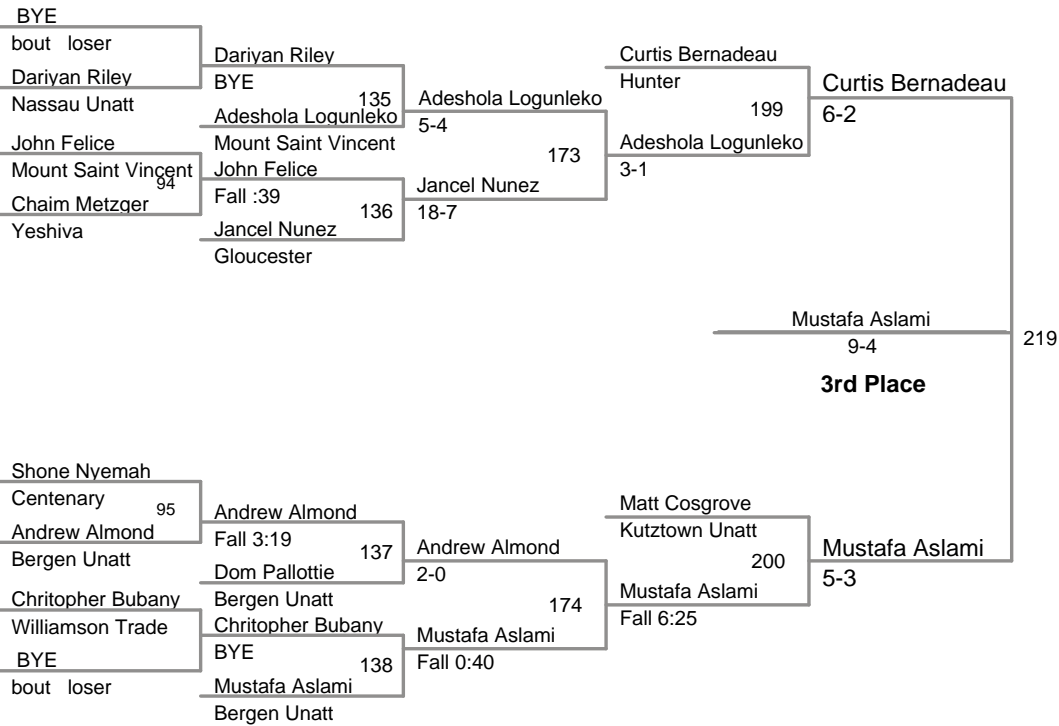 BYE
bout loser
Dariyan Riley
Nassau Unatt
John Felice
Mount Saint Vincent
94
Chaim Metzger
Yeshiva
Dariyan Riley
BYE
135
Adeshola Logunleko
Mount Saint Vincent
John Felice
Fall :39
136
Jancel Nunez
Gloucester
Adeshola Logunleko
5-4
173
Jancel Nunez
18-7
Curtis Bernadeau
Hunter
199
Adeshola Logunleko
3-1
Curtis Bernadeau
6-2
Mustafa Aslami
219
9-4
3rd Place
Shone Nyemah
Centenary
95
Andrew Almond
Bergen Unatt
Chritopher Bubany
Williamson Trade
BYE
bout loser
Andrew Almond
Fall 3:19
137
Dom Pallottie
Bergen Unatt
Chritopher Bubany
BYE
138
Mustafa Aslami
Bergen Unatt
Andrew Almond
2-0
174
Mustafa Aslami
Fall 0:40
Matt Cosgrove
Kutztown Unatt
200
Mustafa Aslami
Fall 6:25
Mustafa Aslami
5-3